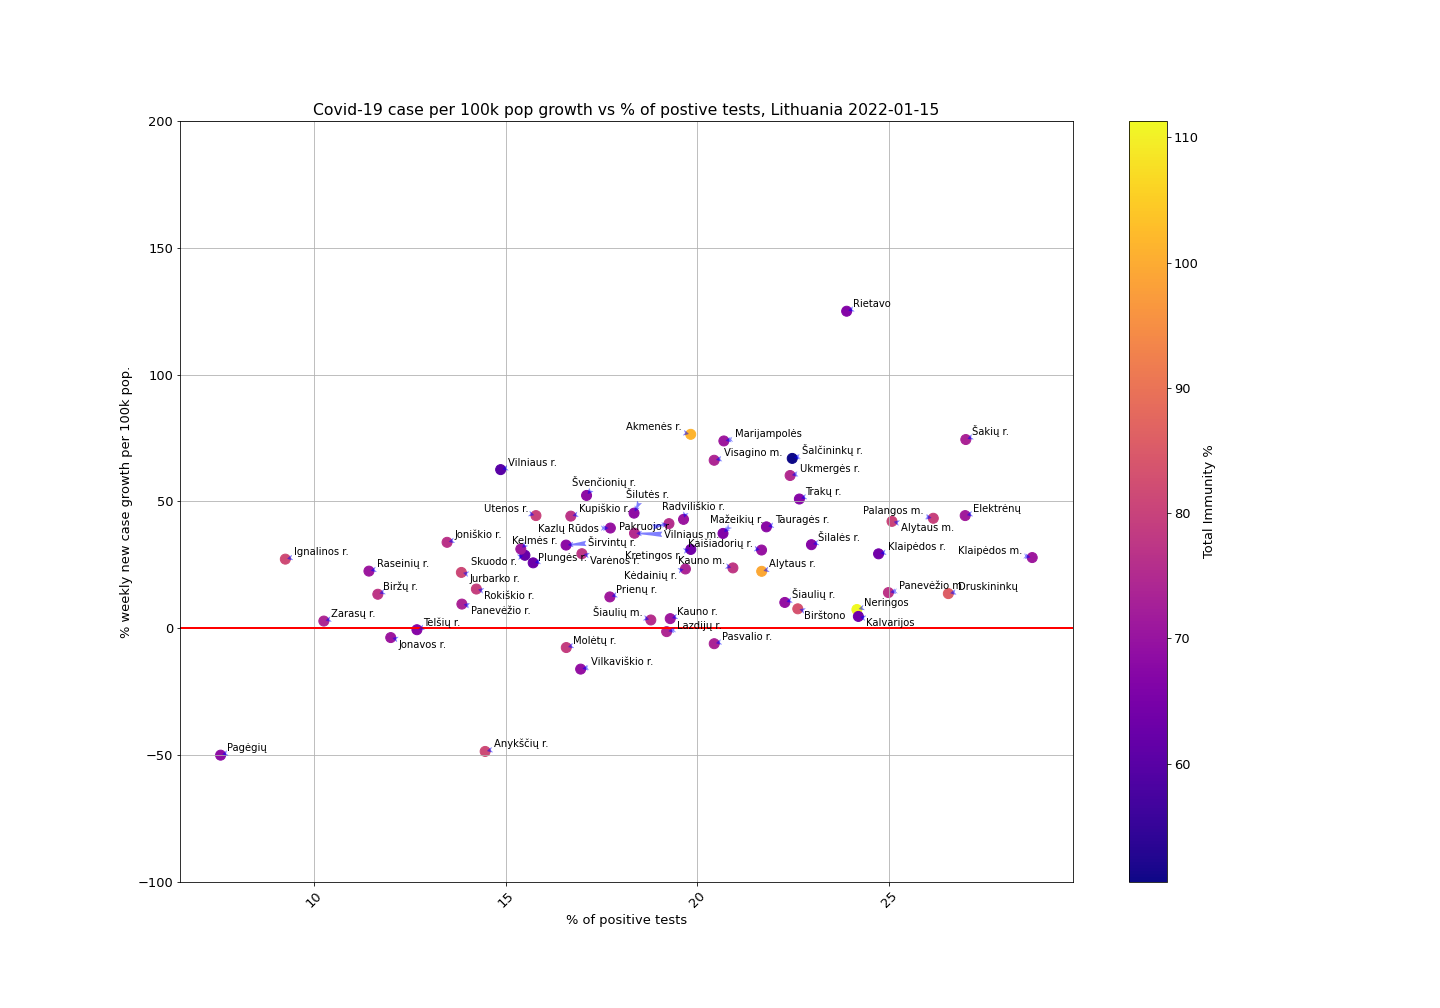 Covid-19 case per 100k pop growth vs % of postive tests, Lithuania 2022-01-15
200
150
100
50
0
−50
−100
% weekly new case growth per 100k pop.
10
15
20
25
% of positive tests
110
100
90
80
70
60
Total Immunity %
Rietavo
Akmenės r.
Marijampolės
Šakių r.
Visagino m.
Šalčininkų r.
Vilniaus r.
Ukmergės r.
Švenčionių r.
Šilutės r.
Trakų r.
Utenos r.
Kupiškio r.
Radviliškio r.
Palangos m.
Elektrėnų
Kazlų Rūdos
Pakruojo r.
Mažeikių r.
Tauragės r.
Alytaus m.
Joniškio r.
Kelmės r.
Širvintų r.
Vilniaus m.
Kaišiadorių r.
Šilalės r.
Klaipėdos r.
Klaipėdos m.
Ignalinos r.
Skuodo r.
Plungės r.
Varėnos r.
Kretingos r.
Kauno m.
Alytaus r.
Raseinių r.
Jurbarko r.
Kėdainių r.
Biržų r.
Rokiškio r.
Prienų r.
Šiaulių r.
Panevėžio m.
Druskininkų
Zarasų r.
Panevėžio r.
Šiaulių m.
Kauno r.
Birštono
Neringos
Kalvarijos
Telšių r.
Lazdijų r.
Jonavos r.
Molėtų r.
Pasvalio r.
Vilkaviškio r.
Pagėgių
Anykščių r.